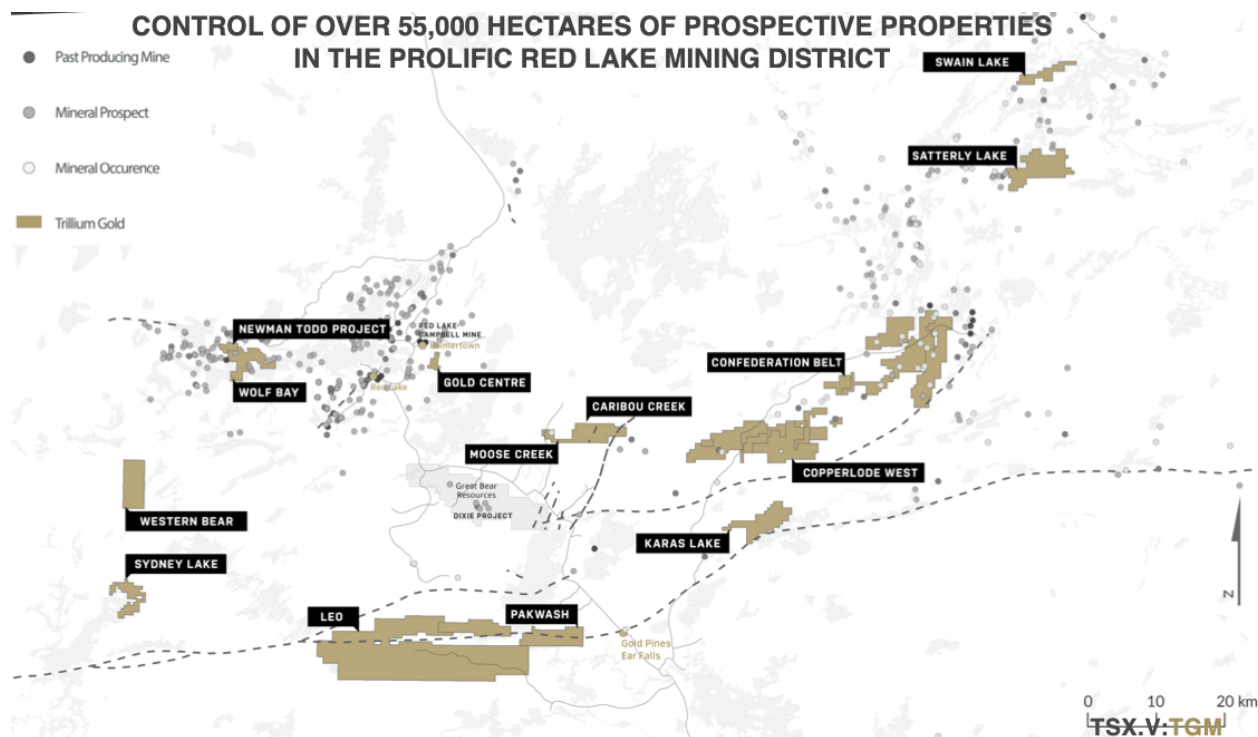 CONTROL OF OVER 55,000 HECTARES OF PROSPECTIVE PROPERTIES
IN THE PROLIFIC RED LAKE MINING DISTRICT
Past Producing Mine
Mineral Prospect
Mineral Occurence
Trillium Gold
SWAIN LAKE
SATTERLY LAKE
NEWMAN TODD PROJECT
RED LAKE
CAMPBELL MINE
Balmertown
WOLF BAY
Red Lake
GOLD CENTRE
CONFEDERATION BELT
CARIBOU CREEK
MOOSE CREEK
COPPERLODE WEST
Great Bear
Resources
DIXIE PROJECT
WESTERN BEAR
KARAS LAKE
SYDNEY LAKE
LEO
PAKWASH
Gold Pines
Ear Falls
N
0 10 20 km
TSX.V:TGM